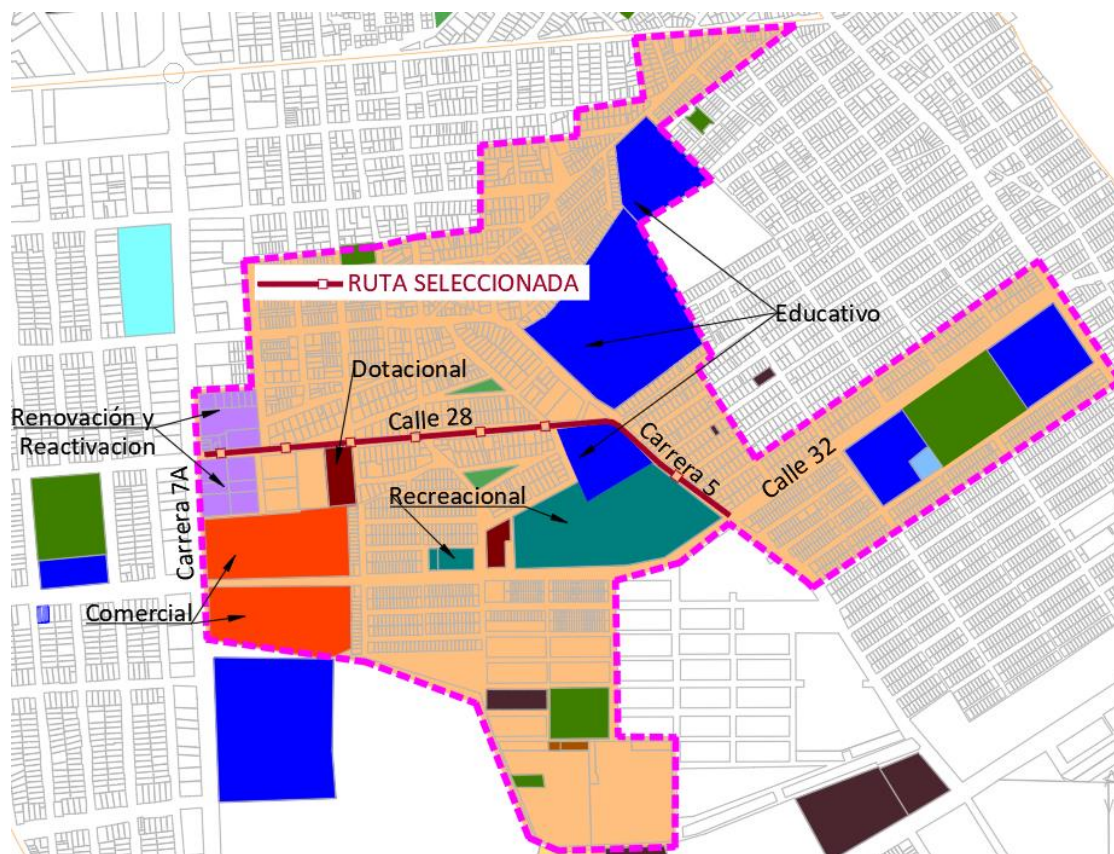 RUTA SELECCIONADA
Educativo
Dotacional
Renovación y
Reactivacion
Calle 28
Carrera 5
Calle 32
Carrera 7A
Recreacional
Comercial